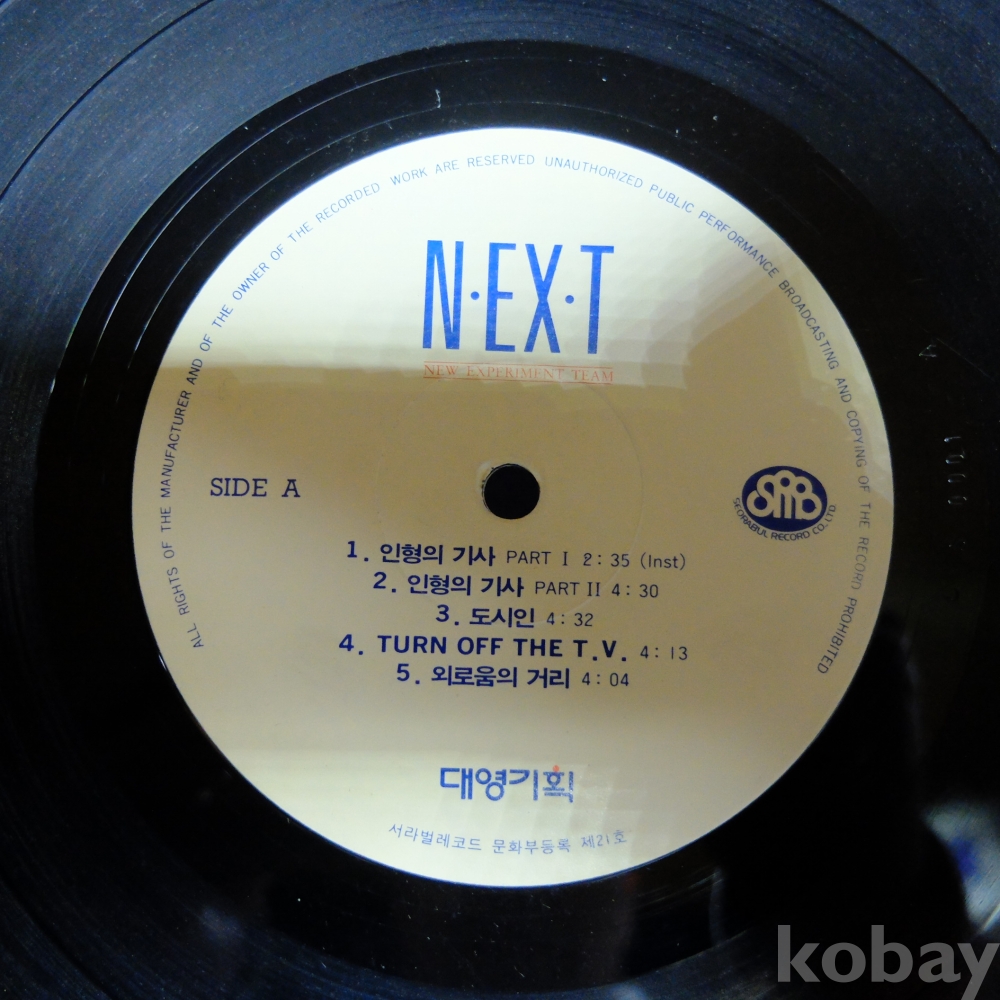 ALL RIGHTS OF THE MANUFACTURER AND OF THE OWNER OF THE RECORDED WORK ARE RESERVED UNAUTHORIZED PUBLIC PERFORMANCE BROADCASTING AND COPYING OF THE RECORD PROHIBITED
N·EX·T
NEW EXPERIMENT TEAM
SIDE A
SRB
SEORABUL RECORD CO., LTD
1. 인형의 기사 PART I 2:35 (Inst)
2. 인형의 기사 PART II 4:30
3. 도시인 4:32
4. TURN OFF THE T.V. 4:13
5. 외로움의 거리 4:04
대영기획
서라벌레코드 문화부등록 제21호
kobay